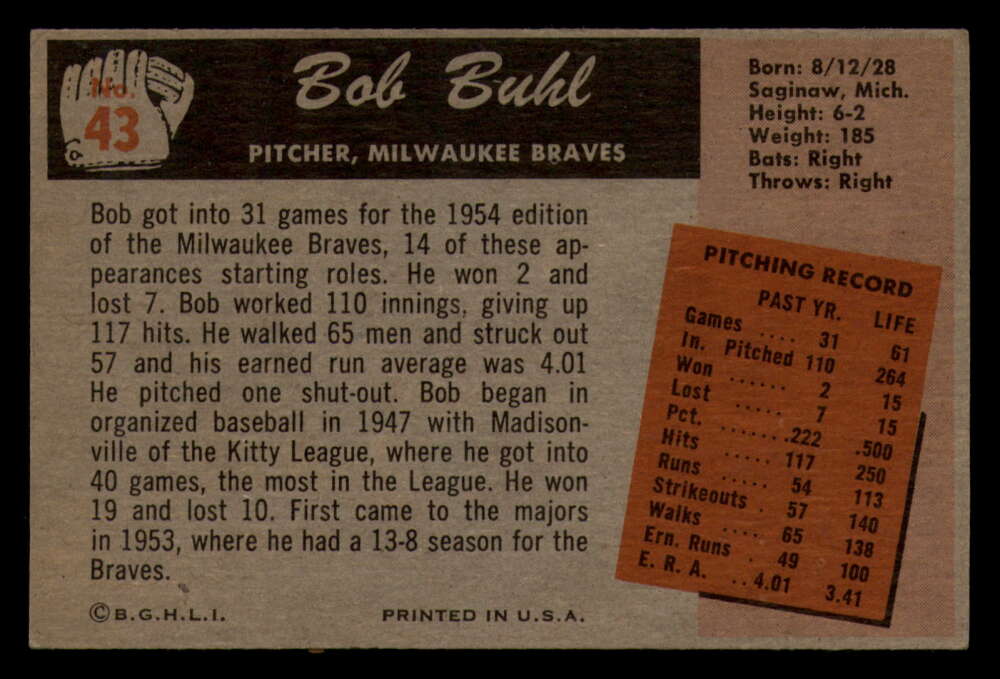 No.
43
Bob Buhl
PITCHER, MILWAUKEE BRAVES
Born: 8/12/28
Saginaw, Mich.
Height: 6-2
Weight: 185
Bats: Right
Throws: Right
Bob got into 31 games for the 1954 edition
of the Milwaukee Braves, 14 of these ap-
pearances starting roles. He won 2 and
lost 7. Bob worked 110 innings, giving up
117 hits. He walked 65 men and struck out
57 and his earned run average was 4.01
He pitched one shut-out. Bob began in
organized baseball in 1947 with Madison-
ville of the Kitty League, where he got into
40 games, the most in the League. He won
19 and lost 10. First came to the majors
in 1953, where he had a 13-8 season for the
Braves.
PITCHING RECORD
PAST YR. LIFE
Games .... 31 61
In. Pitched 110 264
Won ...... 2 15
Lost ..... 7 15
Pct. .......222 .500
Hits ..... 117 250
Runs ..... 54 113
Strikeouts . 57 140
Walks .... 65 138
Ern. Runs . 49 100
E. R. A. ..4.01 3.41
©B.G.H.L.I. PRINTED IN U.S.A.